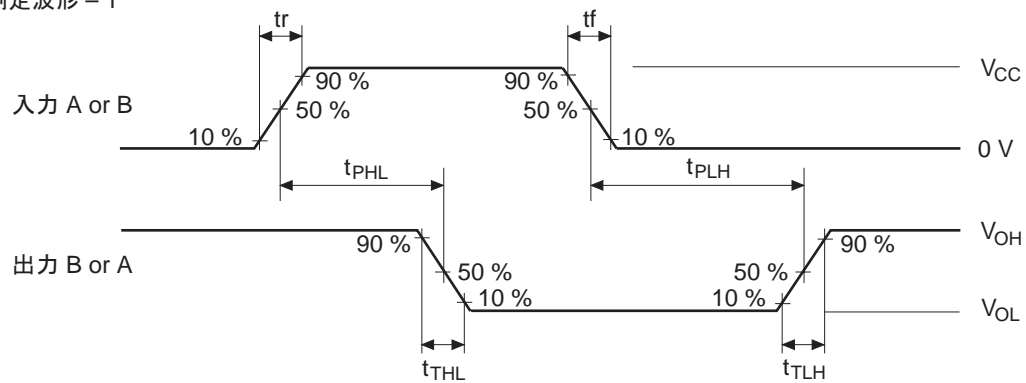 測定波形 – 1
tr
tf
90 %
90 %
VCC
入力 A or B
50 %
50 %
10 %
10 %
0 V
tPHL
tPLH
VOH
90 %
90 %
出力 B or A
50 %
50 %
10 %
10 %
VOL
tTHL
tTLH